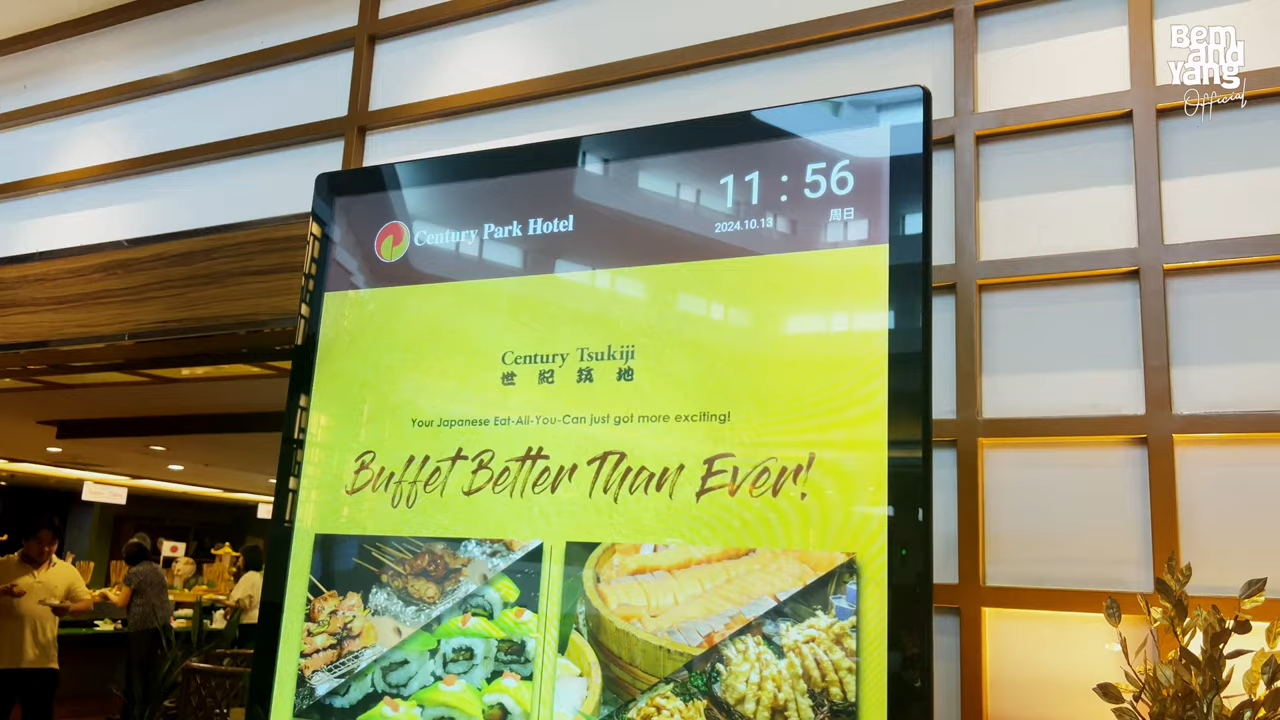 Bem
and
Yang
Official
11 : 56
2024.10.13 周日
Century Park Hotel
Century Tsukiji
世紀築地
Your Japanese Eat-All-You-Can just got more exciting!
Buffet Better Than Ever!